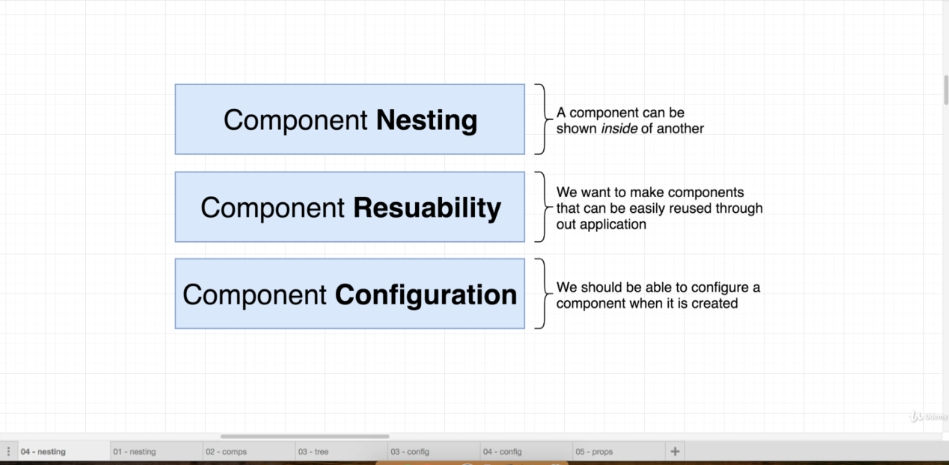 Component Nesting
A component can be
shown inside of another
Component Resuability
We want to make components
that can be easily reused through
out application
Component Configuration
We should be able to configure a
component when it is created
Udemy
04 - nesting
01 - nesting
02 - comps
03 - tree
03 - config
04 - config
05 - props